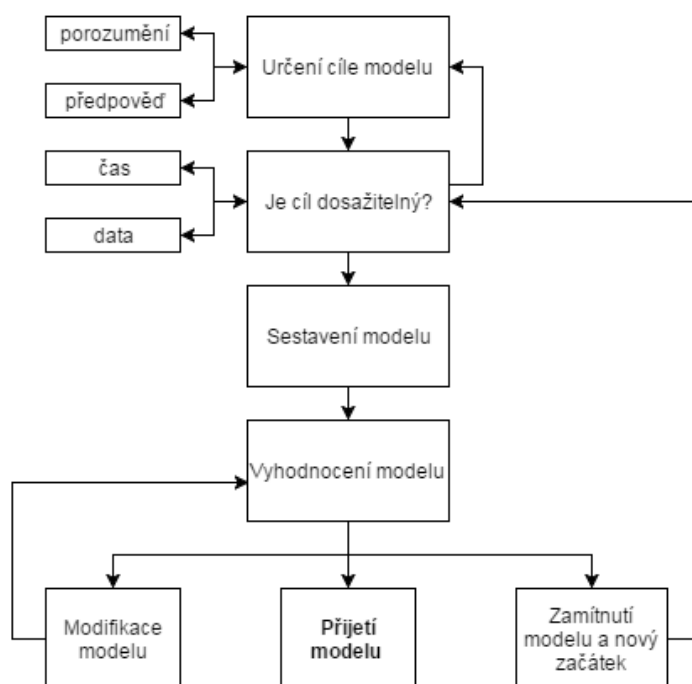 porozumění
Určení cíle modelu
předpověď
čas
Je cíl dosažitelný?
data
Sestavení modelu
Vyhodnocení modelu
Modifikace
modelu
Přijetí
modelu
Zamítnutí
modelu a nový
začátek